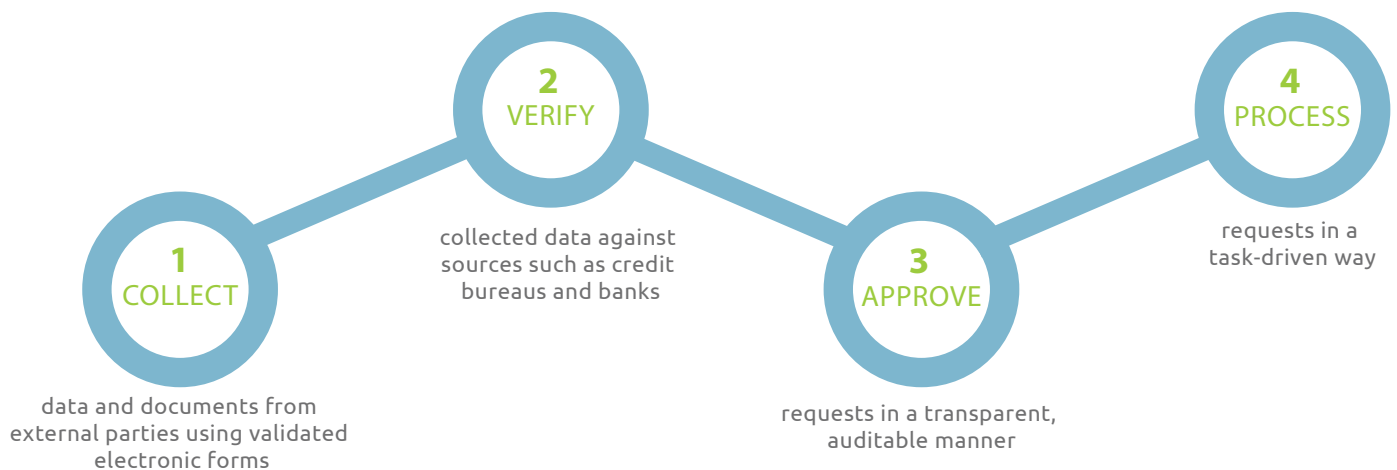 1
COLLECT
data and documents from
external parties using validated
electronic forms
2
VERIFY
collected data against
sources such as credit
bureaus and banks
3
APPROVE
requests in a transparent,
auditable manner
4
PROCESS
requests in a
task-driven way